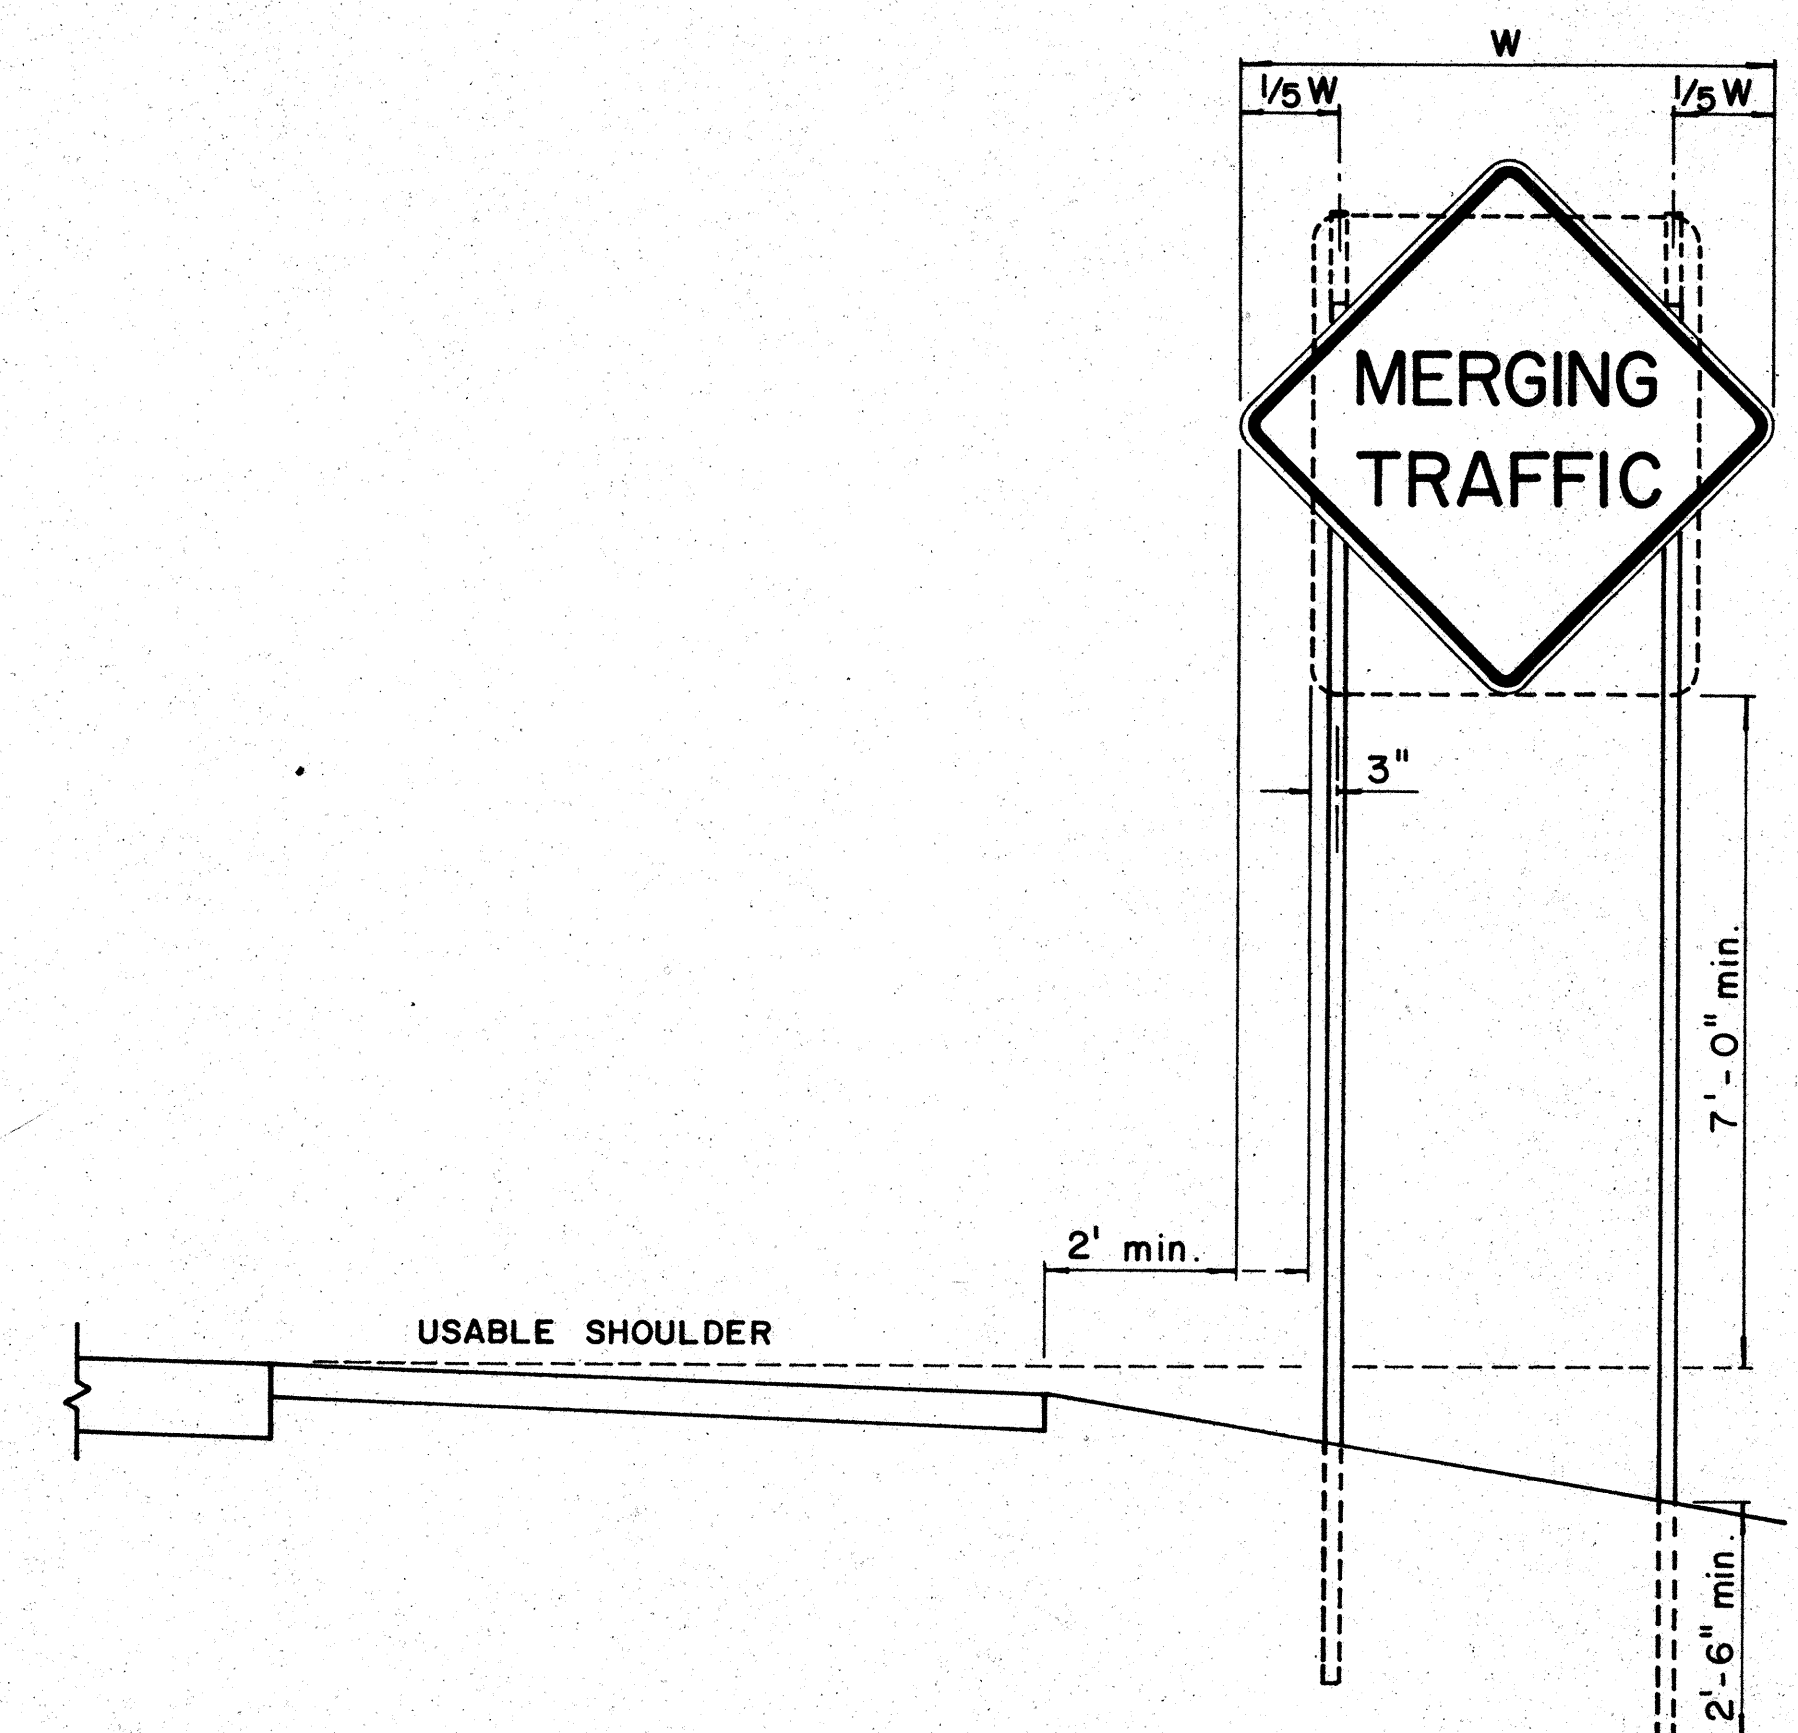 W
1/5 W
1/5 W
MERGING
TRAFFIC
3"
7'-0" min.
2' min.
USABLE SHOULDER
2'-6" min.